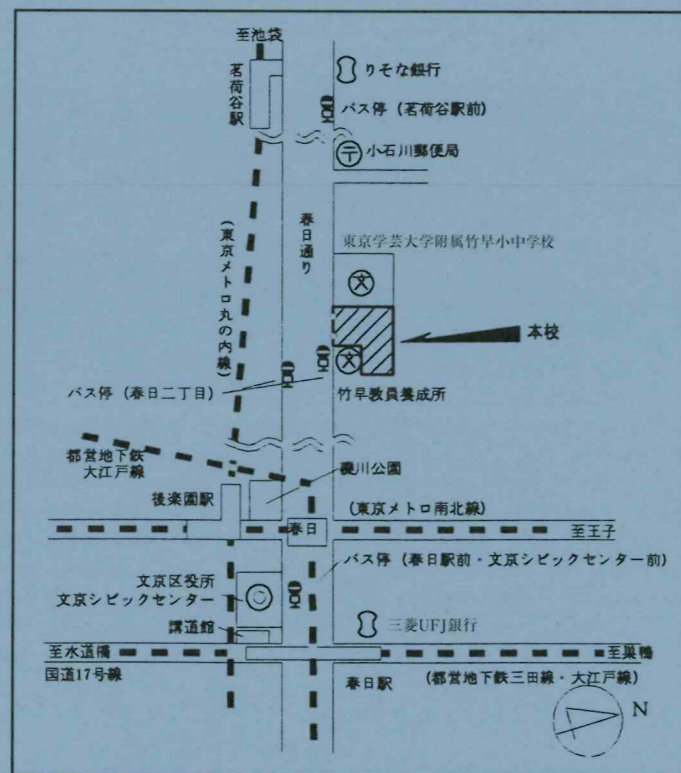 至池袋
茗荷谷駅
りそな銀行
バス停（茗荷谷駅前）
〒
小石川郵便局
春日通り
（東京メトロ丸の内線）
東京学芸大学附属竹早小中学校
文
本校
文
竹早教員養成所
バス停（春日二丁目）
都営地下鉄
大江戸線
礫川公園
後楽園駅
（東京メトロ南北線）
春日
至王子
バス停（春日駅前・文京シビックセンター前）
文京区役所
文京シビックセンター
講道館
三菱UFJ銀行
至水道橋
至巣鴨
国道17号線
春日駅
（都営地下鉄三田線・大江戸線）
N